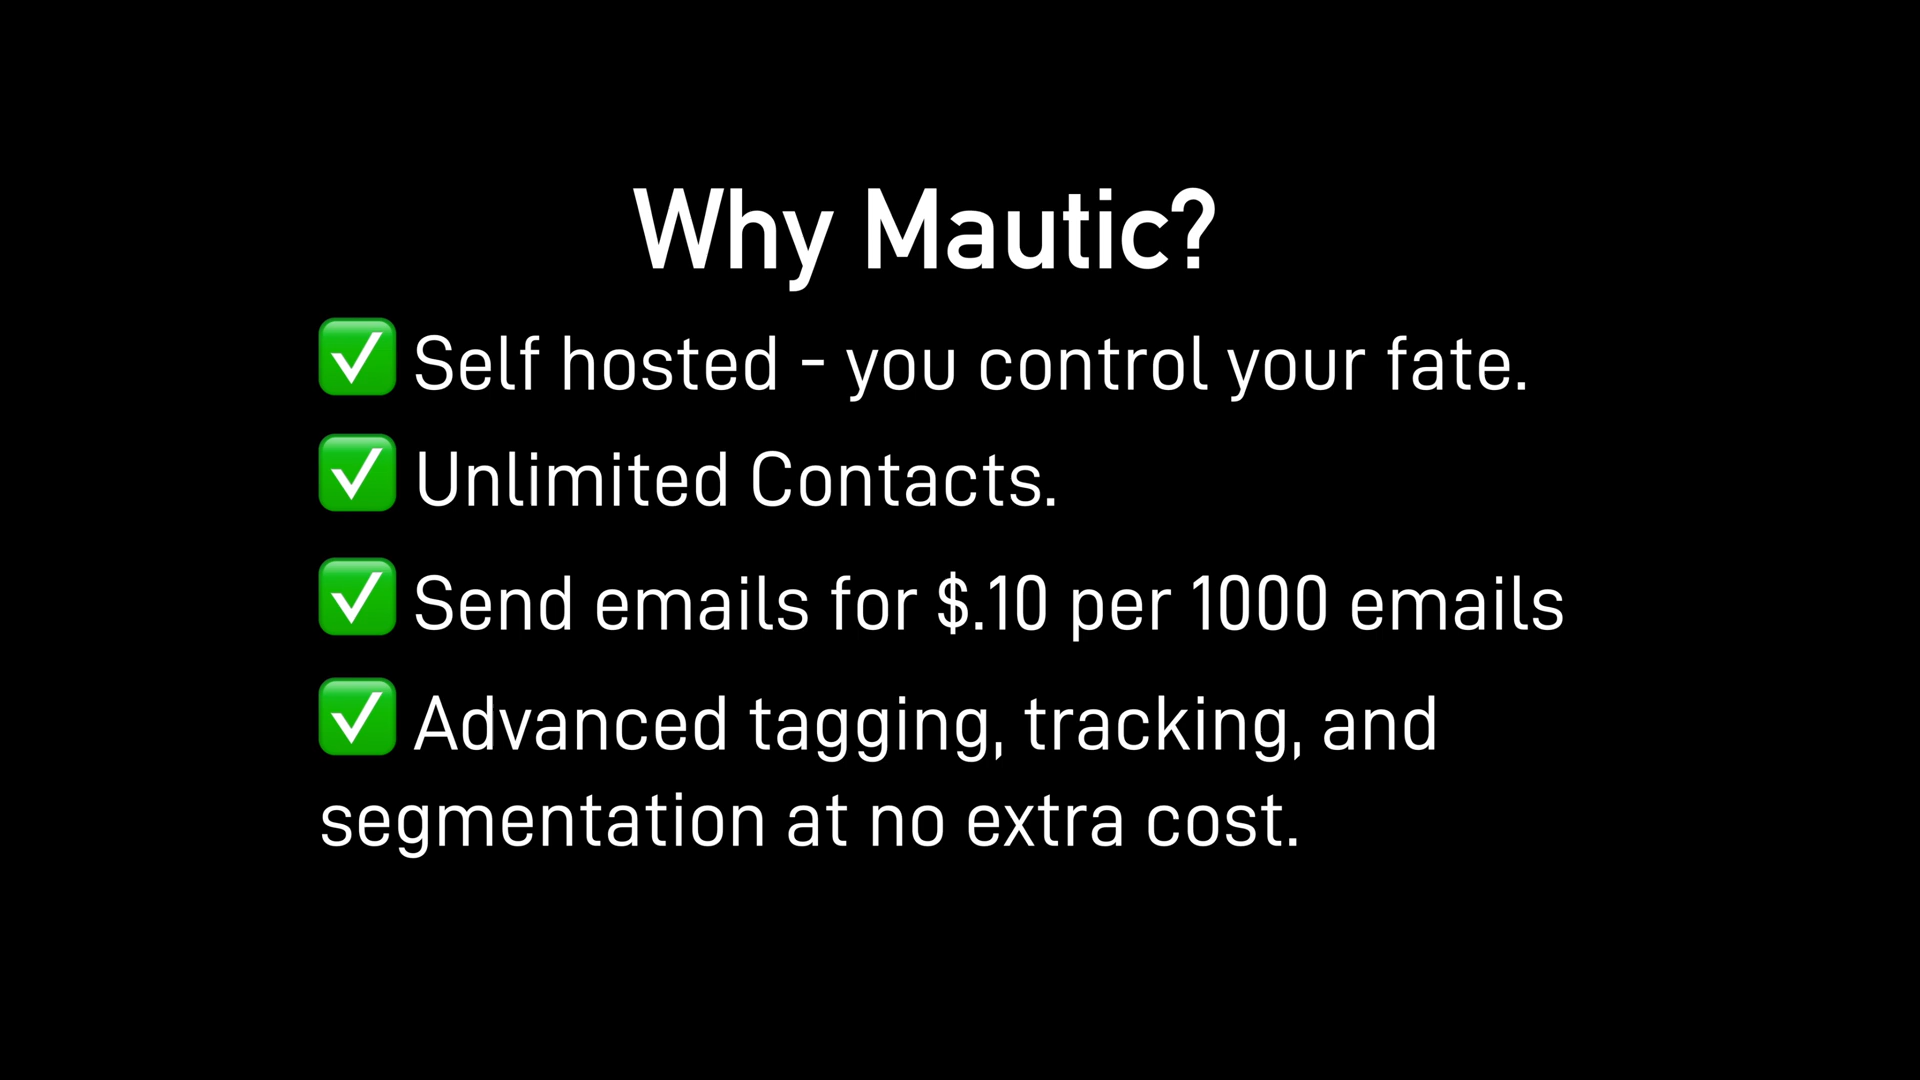 Why Mautic?
✅ Self hosted - you control your fate.
✅ Unlimited Contacts.
✅ Send emails for $.10 per 1000 emails
✅ Advanced tagging, tracking, and
segmentation at no extra cost.